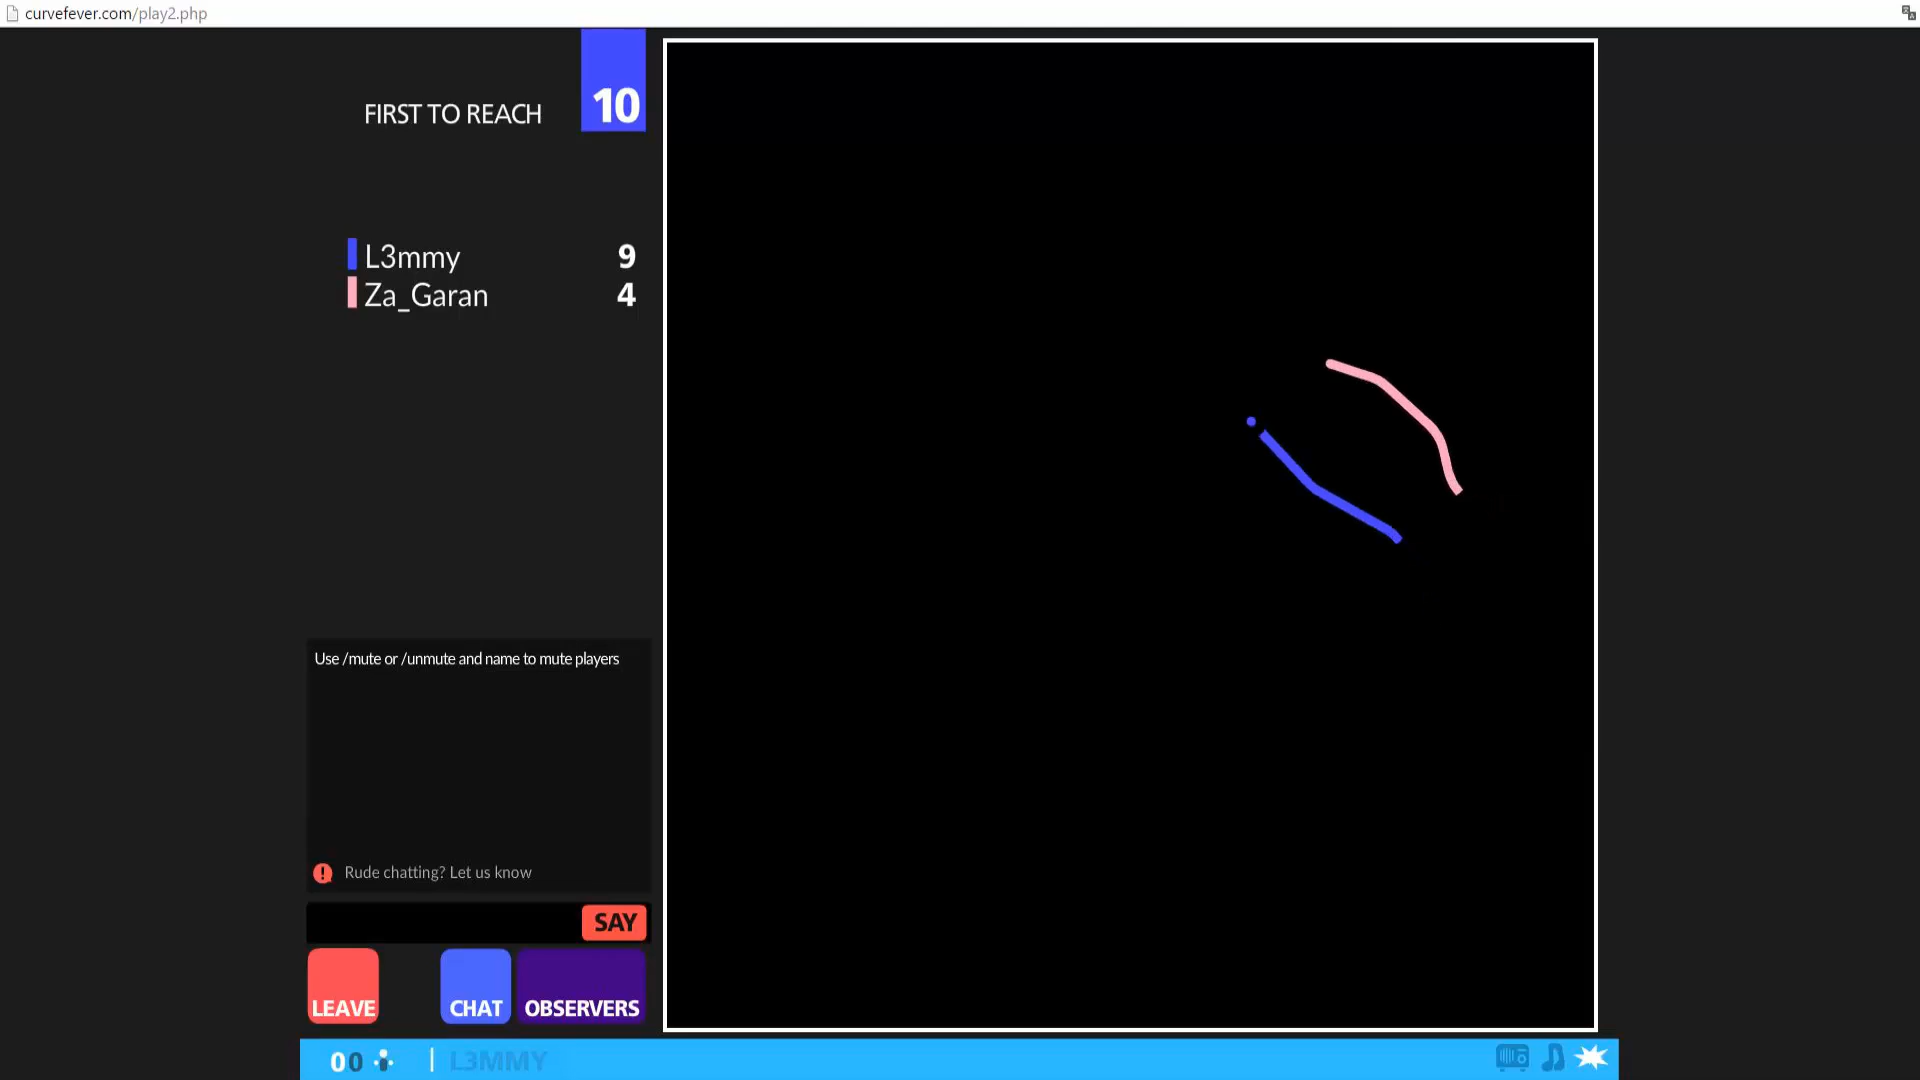 curvefever.com/play2.php
FIRST TO REACH 10
L3mmy 9
Za_Garan 4
Use /mute or /unmute and name to mute players
Rude chatting? Let us know
SAY
LEAVE CHAT OBSERVERS
00 L3MMY